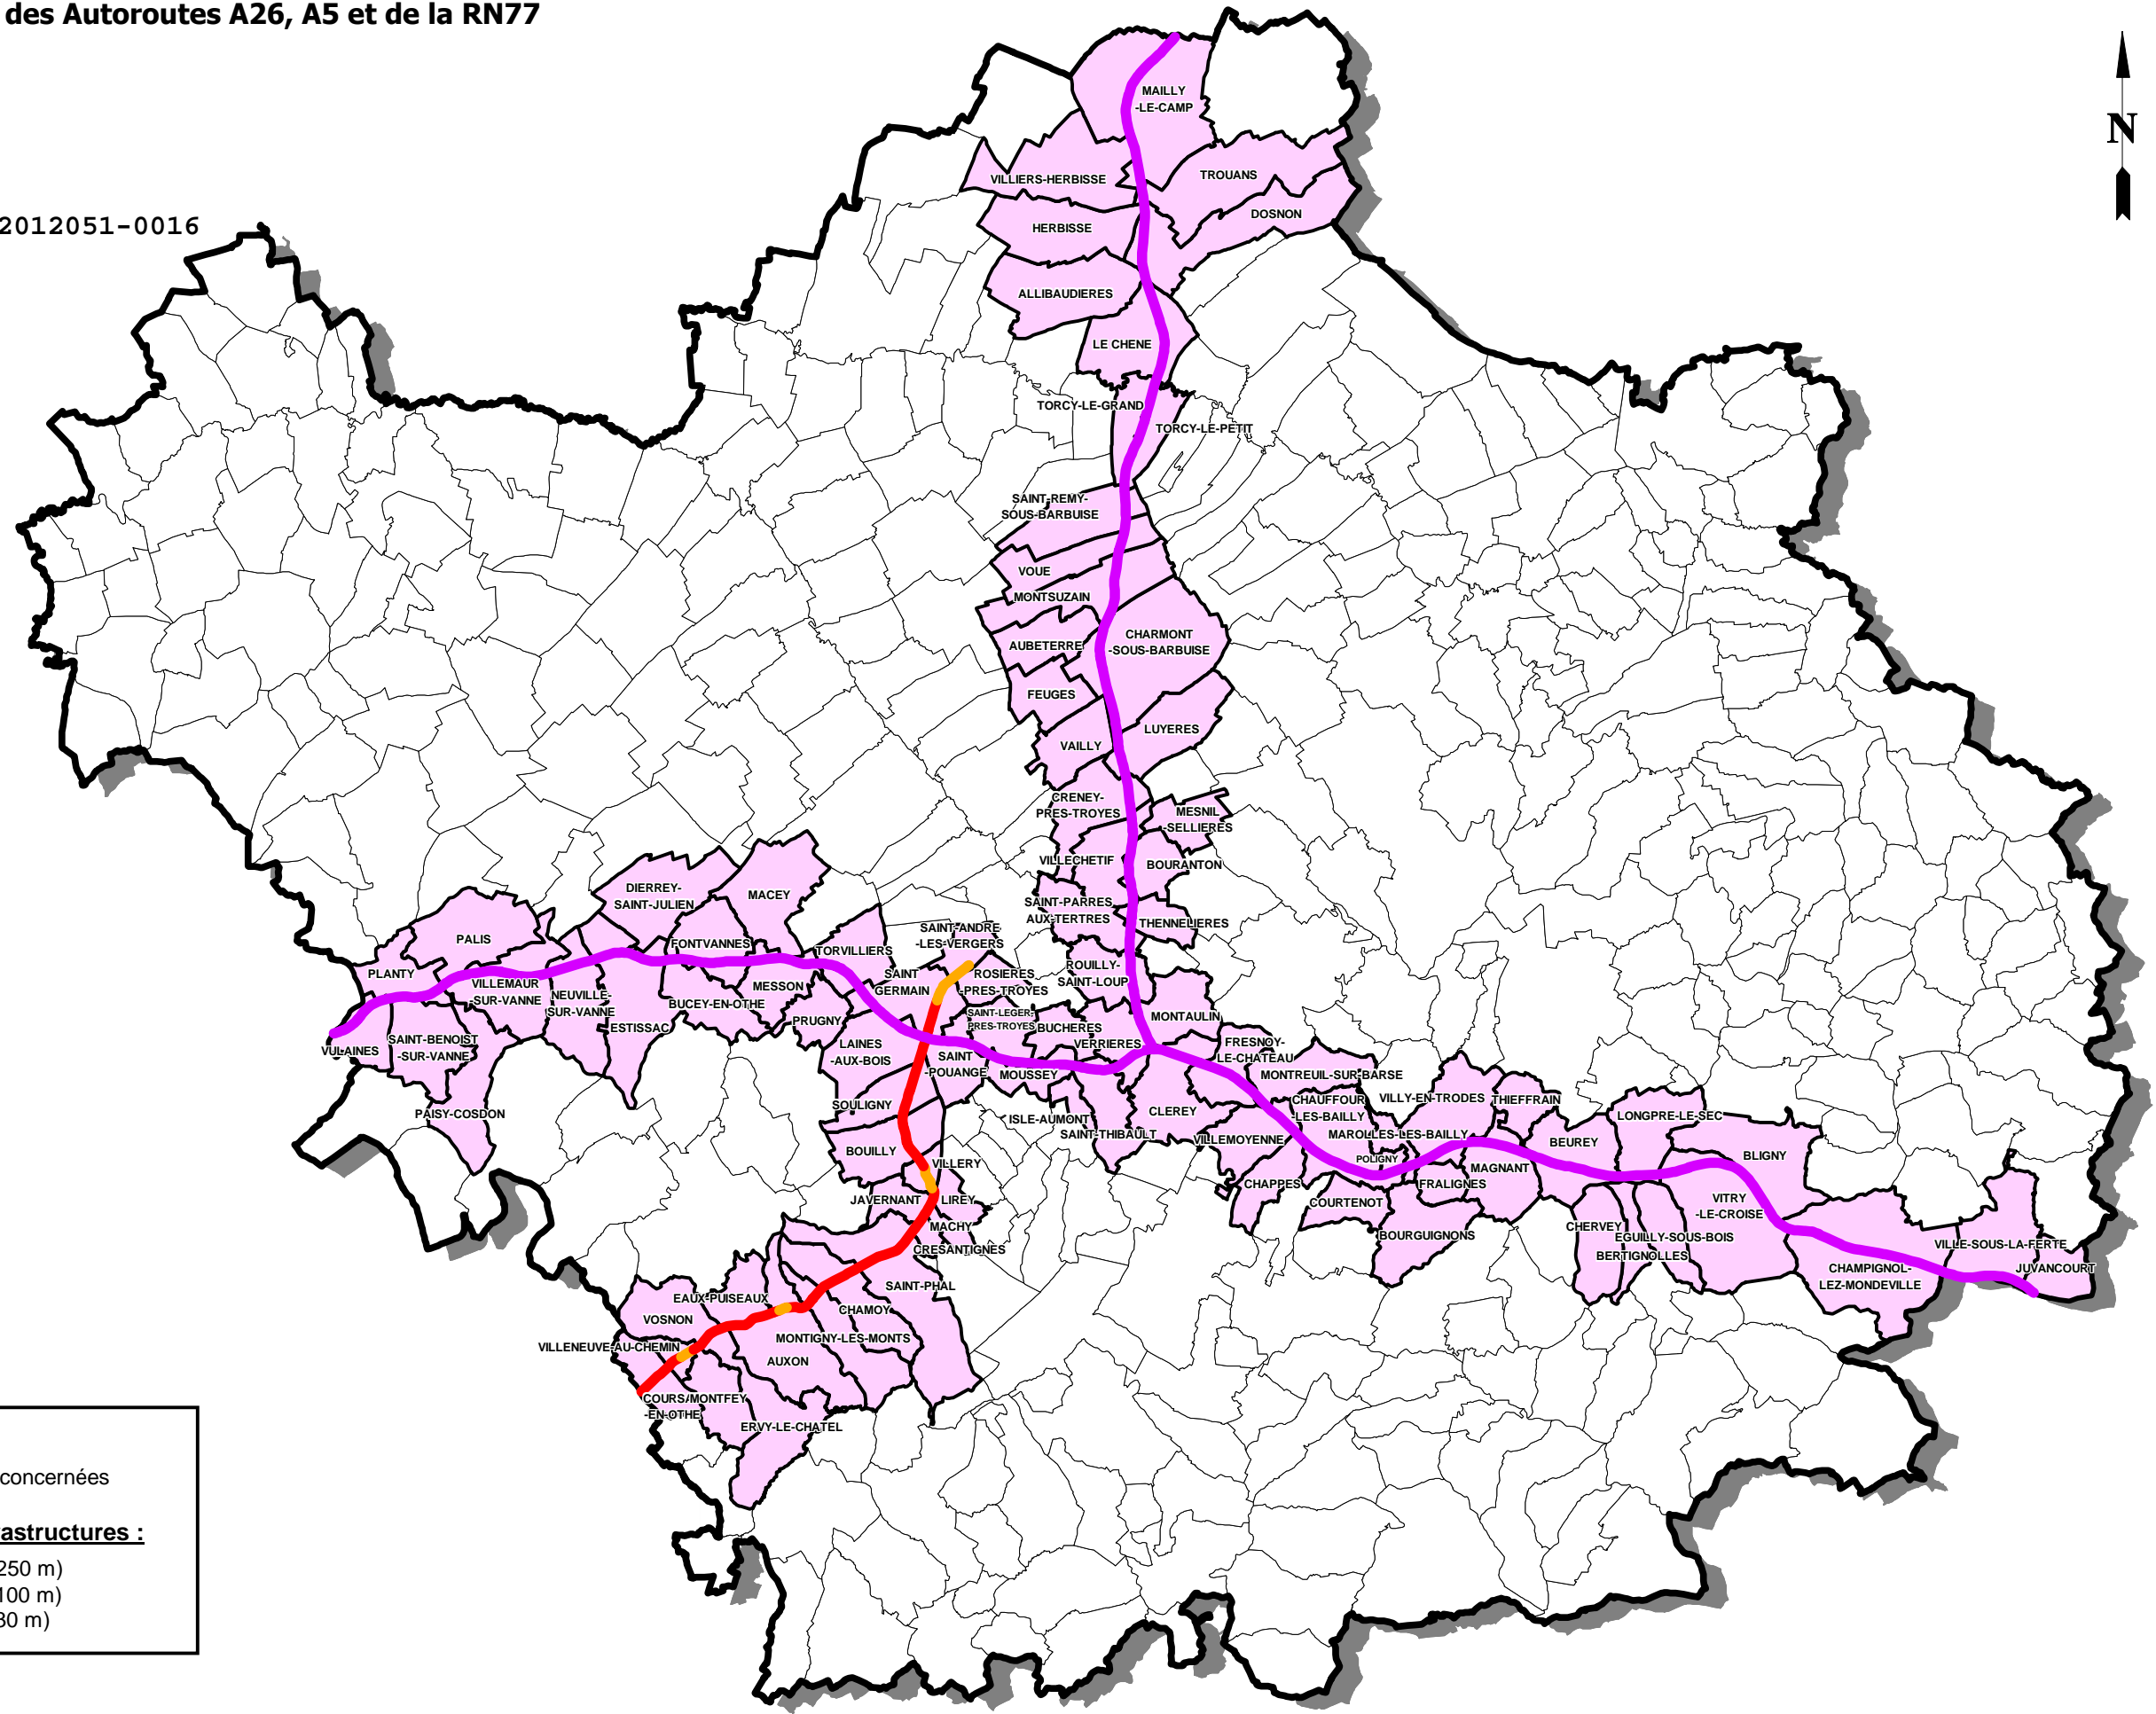 des Autoroutes A26, A5 et de la RN77
N
2012051-0016
MAILLY
-LE-CAMP
VILLIERS-HERBISSE
TROUANS
DOSNON
HERBISSE
ALLIBAUDIERES
LE CHENE
TORCY-LE-GRAND
TORCY-LE-PETIT
SAINT-REMY-
SOUS-BARBUISE
VOUE
MONTSUZAIN
AUBETERRE
CHARMONT
-SOUS-BARBUISE
FEUGES
LUYERES
VAILLY
CRENEY-
PRES-TROYES
MESNIL
-SELLIERES
VILLECHETIF
BOURANTON
SAINT-PARRES
AUX-TERTRES
THENNELIERES
DIERREY-
SAINT-JULIEN
MACEY
PALIS
FONTVANNES
TORVILLIERS
SAINT-ANDRE
-LES-VERGERS
PLANTY
VILLEMAUR
-SUR-VANNE
NEUVILLE-
SUR-VANNE
ESTISSAC
BUCEY-EN-OTHE
MESSON
PRUGNY
SAINT
GERMAIN
ROSIERES
-PRES-TROYES
ROUILLY-
SAINT-LOUP
SAINT-LEGER-
PRES-TROYES
BUCHERES
VERRIERES
MONTAULIN
VULAINES
SAINT-BENOIST
-SUR-VANNE
LAINES
-AUX-BOIS
SAINT
-POUANGE
MOUSSEY
FRESNOY-
LE-CHATEAU
MONTREUIL-SUR-BARSE
PAISY-COSDON
SOULIGNY
ISLE-AUMONT
SAINT-THIBAULT
CLEREY
CHAUFFOUR
-LES-BAILLY
VILLY-EN-TRODES
THIEFFRAIN
LONGPRE-LE-SEC
BOUILLY
VILLEMOYENNE
MAROLLES-LES-BAILLY
BEUREY
BLIGNY
VILLERY
POLIGNY
MAGNANT
JAVERNANT
LIREY
CHAPPES
COURTENOT
FRALIGNES
VITRY
-LE-CROISE
MACHY
CRESANTIGNES
BOURGUIGNONS
CHERVEY
EGUILLY-SOUS-BOIS
BERTIGNOLLES
VILLE-SOUS-LA-FERTE
CHAMPIGNOL-
LEZ-MONDEVILLE
JUVANCOURT
SAINT-PHAL
EAUX-PUISEAUX
CHAMOY
VOSNON
MONTIGNY-LES-MONTS
VILLENEUVE-AU-CHEMIN
AUXON
COURSAN
-EN-OTHE
MONTFEY
ERVY-LE-CHATEL
concernées
astructures :
250 m)
100 m)
30 m)